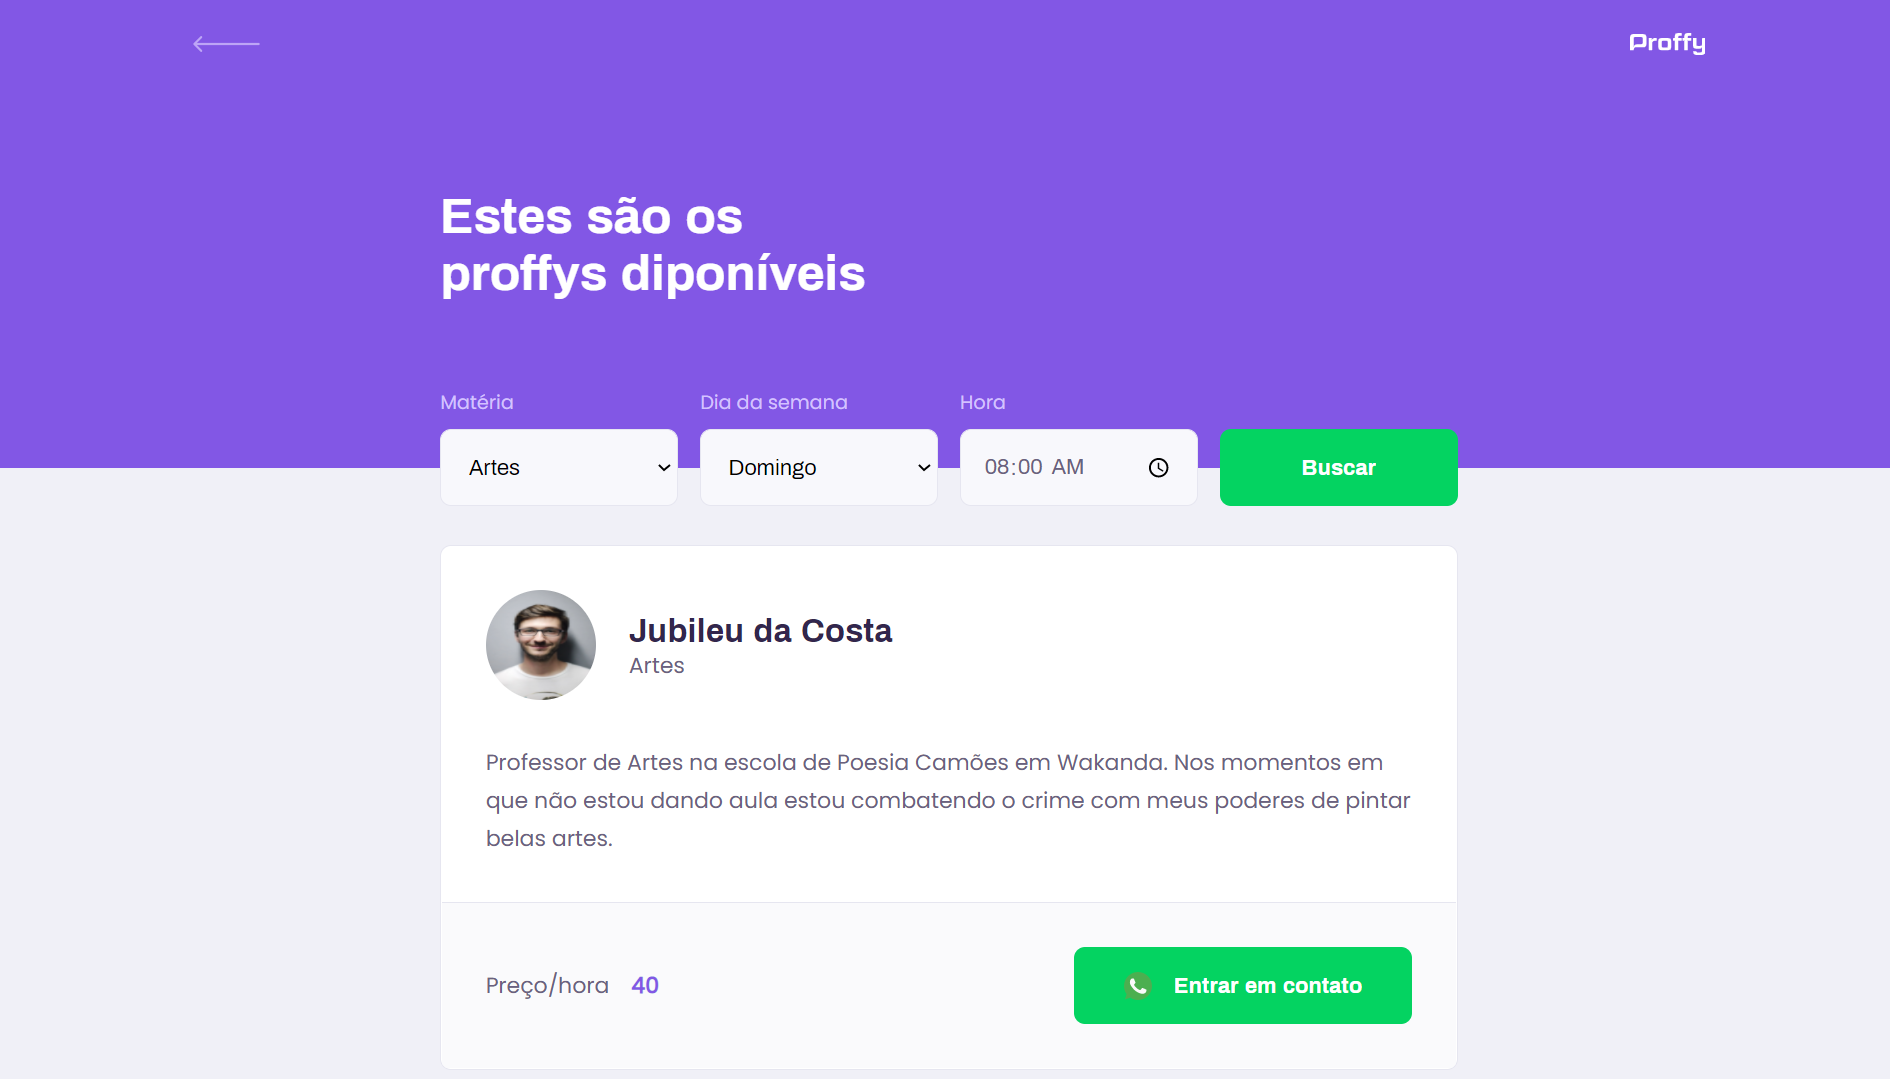 Proffy
Estes são os
proffys diponíveis
Matéria
Dia da semana
Hora
Artes
Domingo
08:00 AM
Buscar
Jubileu da Costa
Artes
Professor de Artes na escola de Poesia Camões em Wakanda. Nos momentos em
que não estou dando aula estou combatendo o crime com meus poderes de pintar
belas artes.
Preço/hora 40
Entrar em contato